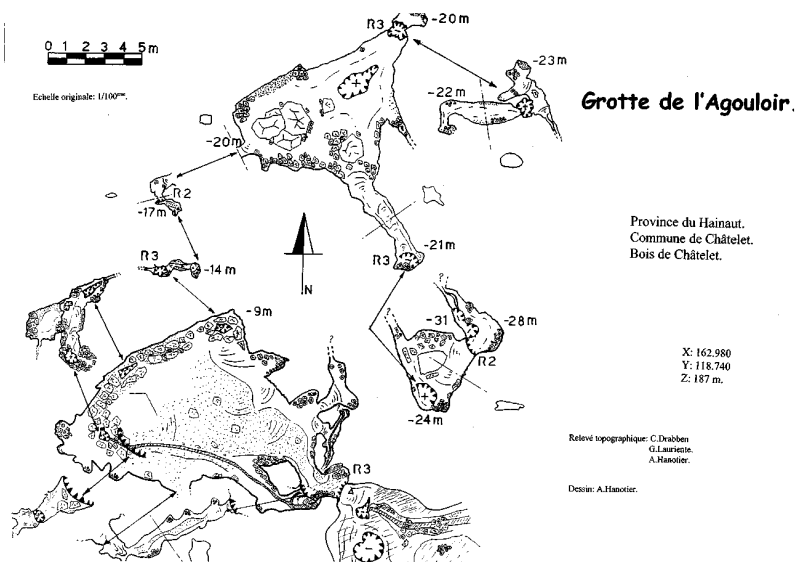 R3
-20m
0 1 2 3 4 5m
-23m
Echelle originale: 1/100ème.
-22m
Grotte de l'Agouloir.
-20m
R2
-17m
Province du Hainaut.
Commune de Châtelet.
Bois de Châtelet.
R3
-21m
R3
-14m
N
?
-9m
-31
-28m
?
?
R2
X: 162.980
Y: 118.740
Z: 187 m.
-24m
Relevé topographique: C.Drabben
G.Lauriente.
A.Hanotier.
R3
Dessin: A.Hanotier.